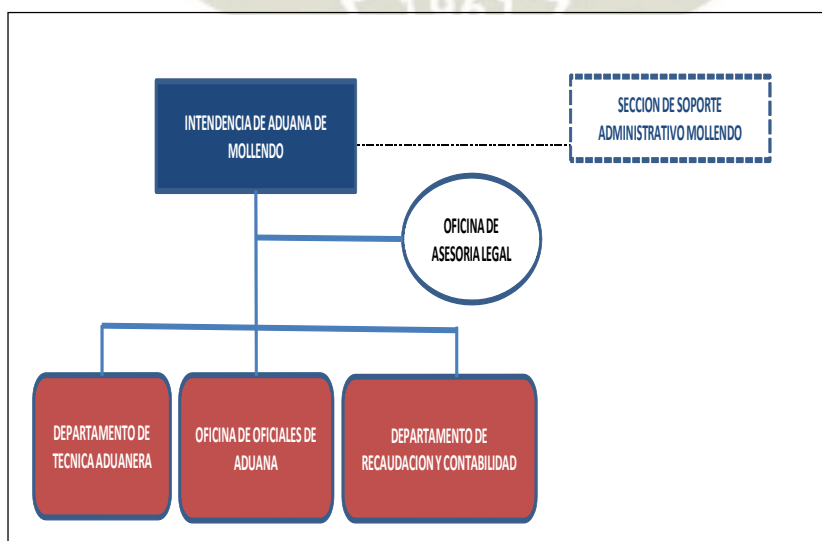 1961
INTENDENCIA DE ADUANA DE
MOLLENDO
SECCION DE SOPORTE
ADMINISTRATIVO MOLLENDO
OFICINA DE
ASESORIA LEGAL
DEPARTAMENTO DE
TECNICA ADUANERA
OFICINA DE OFICIALES DE
ADUANA
DEPARTAMENTO DE
RECAUDACION Y CONTABILIDAD